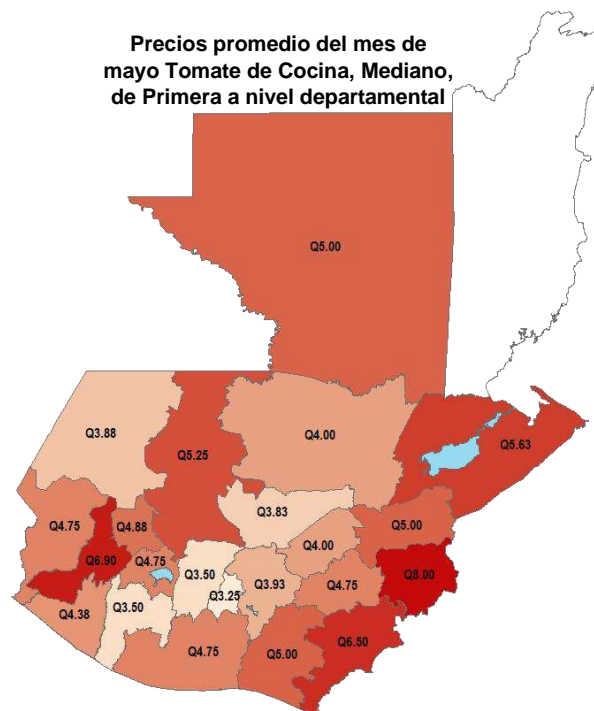 Precios promedio del mes de
mayo Tomate de Cocina, Mediano,
de Primera a nivel departamental
Q5.00
Q3.88
Q5.25
Q4.00
Q5.63
Q3.83
Q4.75
Q4.88
Q5.00
Q6.90
Q4.75
Q3.50
Q4.00
Q3.25
Q3.93
Q4.75
Q8.00
Q4.38
Q3.50
Q4.75
Q5.00
Q6.50